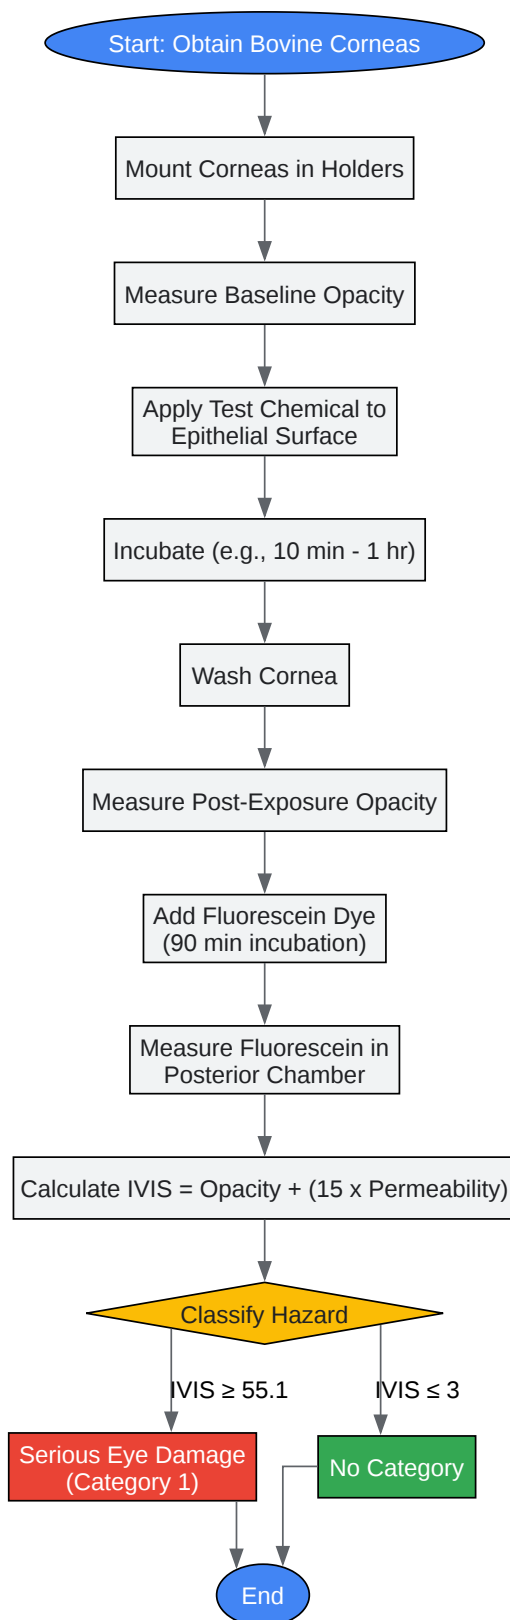 Start: Obtain Bovine Corneas
Mount Corneas in Holders
Measure Baseline Opacity
Apply Test Chemical to
Epithelial Surface
Incubate (e.g., 10 min - 1 hr)
Wash Cornea
Measure Post-Exposure Opacity
Add Fluorescein Dye
(90 min incubation)
Measure Fluorescein in
Posterior Chamber
Calculate IVIS = Opacity + (15 x Permeability)
Classify Hazard
IVIS ≥ 55.1
IVIS ≤ 3
Serious Eye Damage
(Category 1)
No Category
End